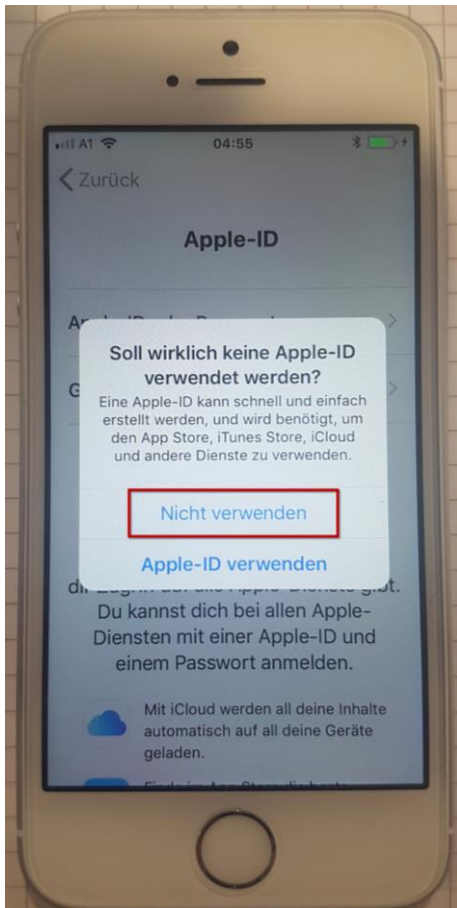 A1
04:55
Zurück
Apple-ID
Soll wirklich keine Apple-ID
verwendet werden?
Eine Apple-ID kann schnell und einfach
erstellt werden, und wird benötigt, um
den App Store, iTunes Store, iCloud
und andere Dienste zu verwenden.
Nicht verwenden
Apple-ID verwenden
Du kannst dich bei allen Apple-
Diensten mit einer Apple-ID und
einem Passwort anmelden.
Mit iCloud werden all deine Inhalte
automatisch auf all deine Geräte
geladen.